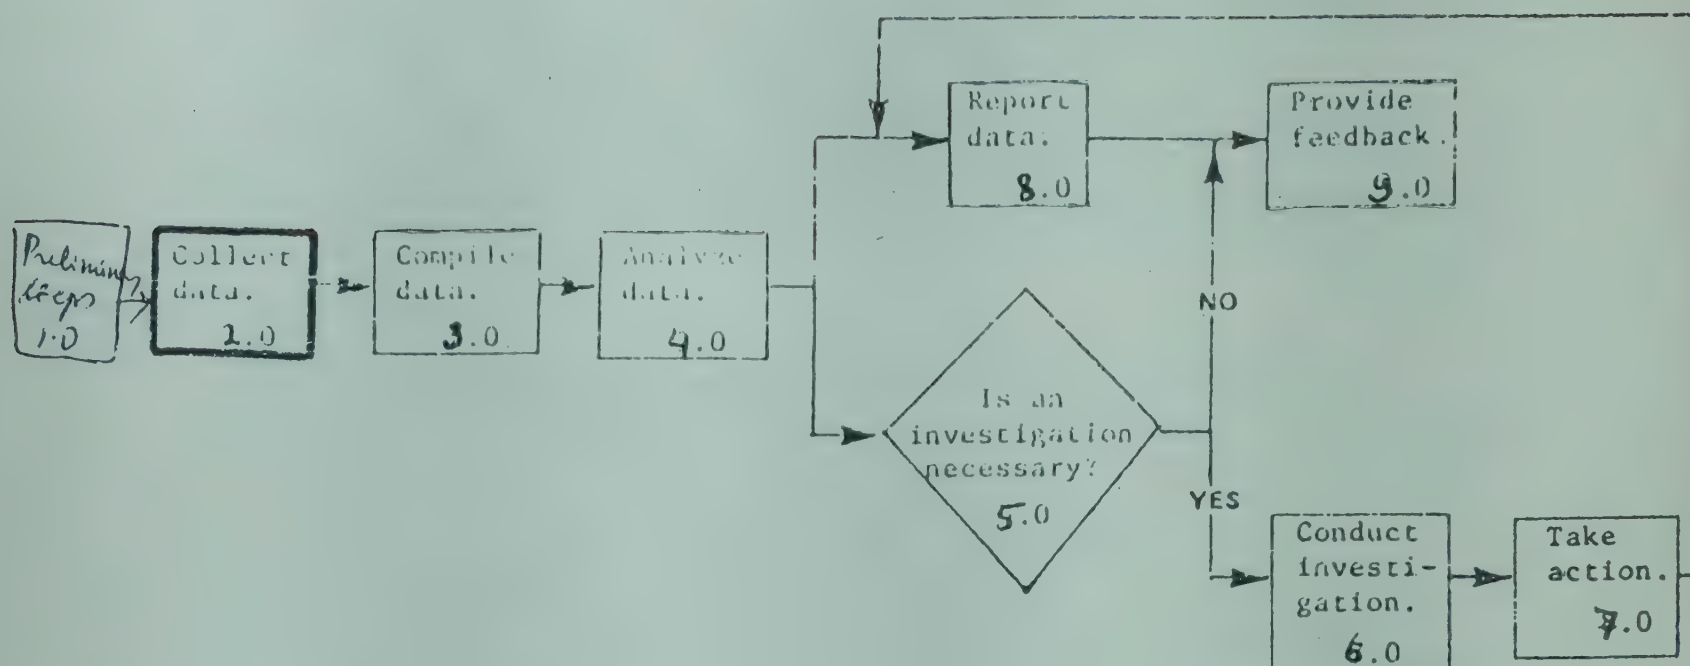 Preliminary
steps
1.0
Collect
data.
2.0
Compile
data.
3.0
Analyze
data.
4.0
Report
data.
8.0
Provide
feedback.
9.0
NO
Is an
investigation
necessary?
5.0
YES
Conduct
investi-
gation.
6.0
Take
action.
7.0